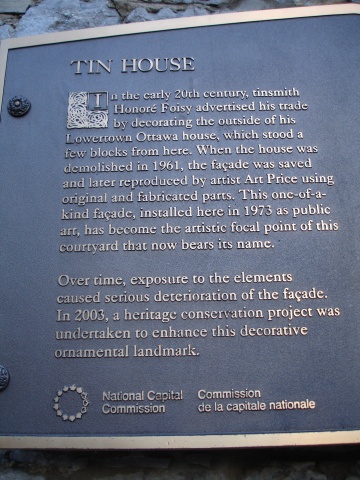 TIN HOUSE
In the early 20th century, tinsmith
Honoré Foisy advertised his trade
by decorating the outside of his
Lowertown Ottawa house, which stood a
few blocks from here. When the house was
demolished in 1961, the façade was saved
and later reproduced by artist Art Price using
original and fabricated parts. This one-of-a-
kind façade, installed here in 1973 as public
art, has become the artistic focal point of this
courtyard that now bears its name.
Over time, exposure to the elements
caused serious deterioration of the façade.
In 2003, a heritage conservation project was
undertaken to enhance this decorative
ornamental landmark.
National Capital Commission
Commission de la capitale nationale